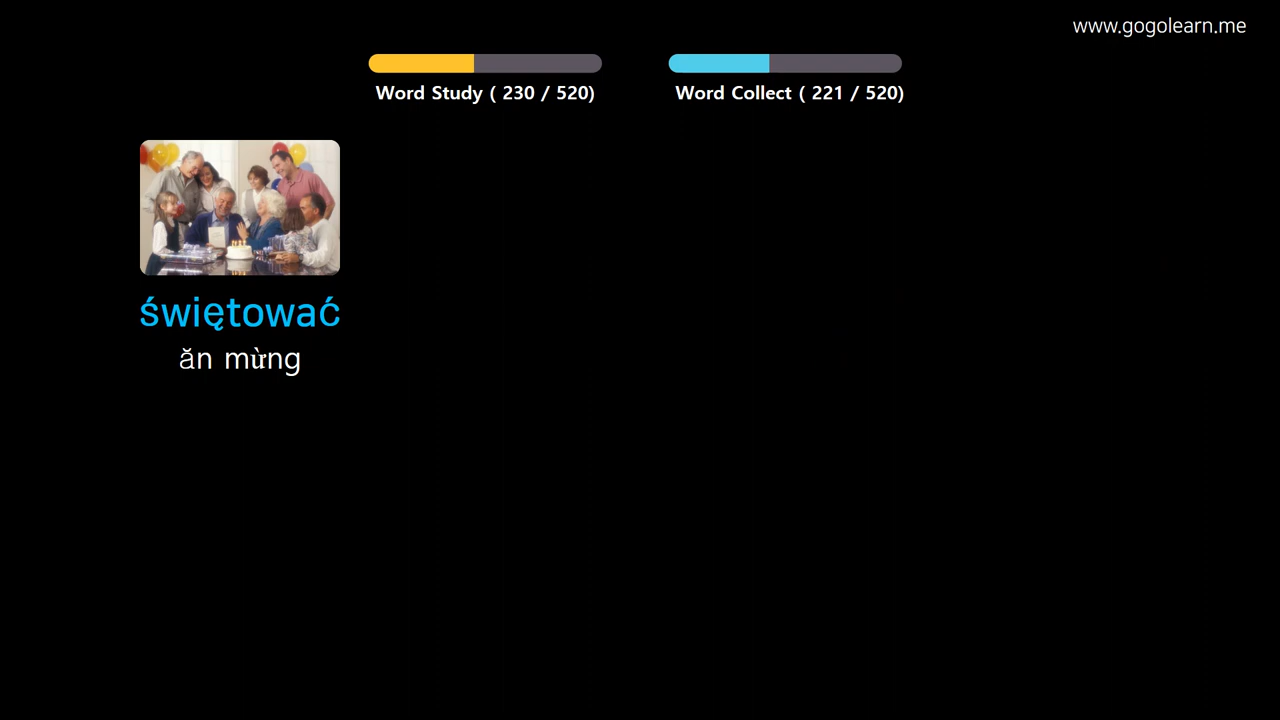 www.gogolearn.me
Word Study ( 230 / 520)
Word Collect ( 221 / 520)
świętować
ăn mừng